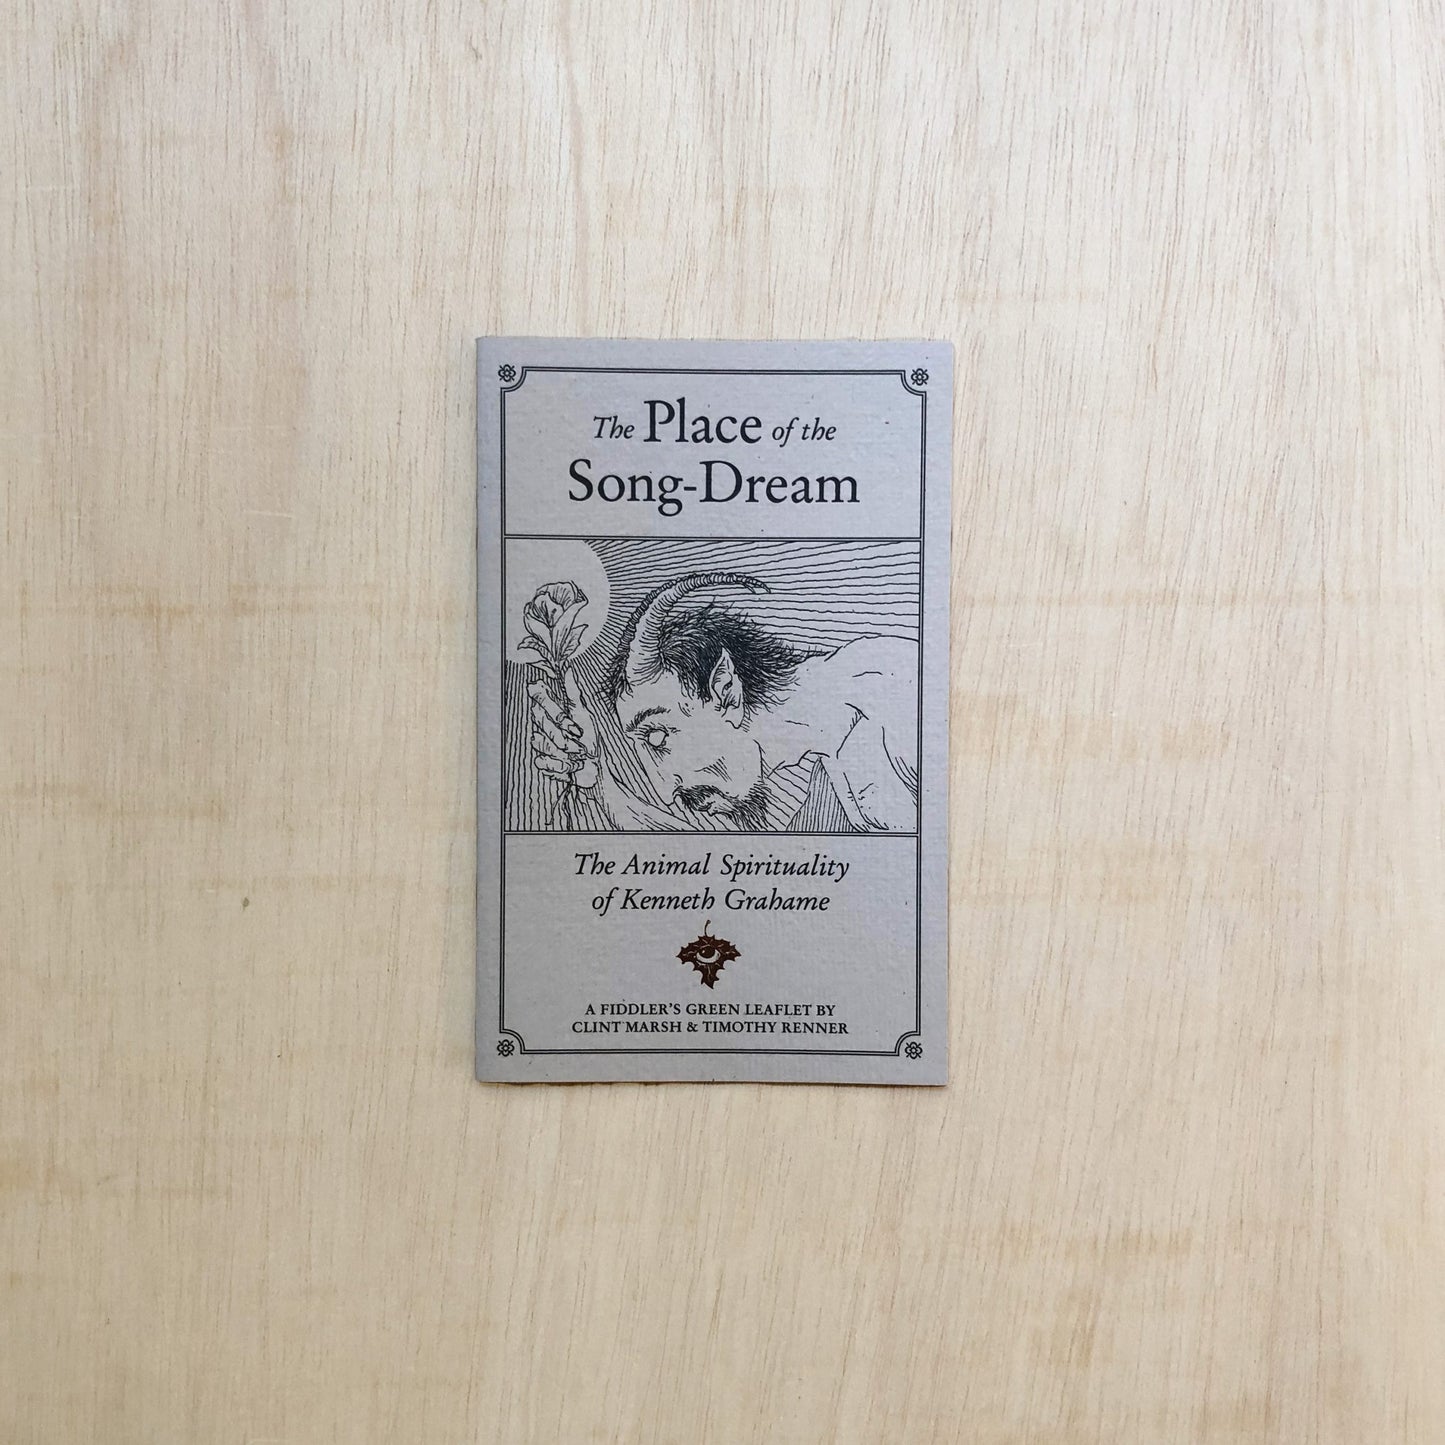 The Place of the
Song-Dream
The Animal Spirituality
of Kenneth Grahame
A FIDDLER'S GREEN LEAFLET BY
CLINT MARSH & TIMOTHY RENNER